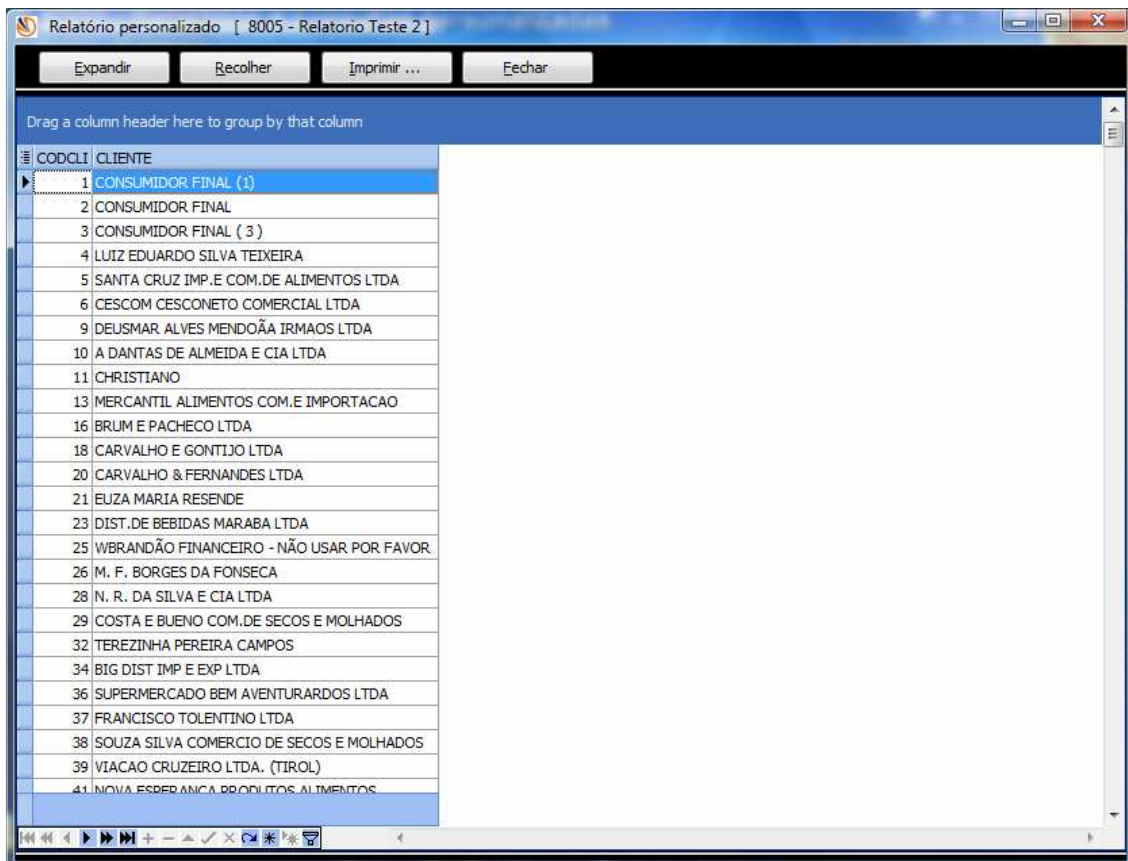 Relatório personalizado [ 8005 - Relatorio Teste 2 ]
Expandir Recolher Imprimir ... Fechar
Drag a column header here to group by that column
CODCLI CLIENTE
1 CONSUMIDOR FINAL (1)
2 CONSUMIDOR FINAL
3 CONSUMIDOR FINAL ( 3 )
4 LUIZ EDUARDO SILVA TEIXEIRA
5 SANTA CRUZ IMP.E COM.DE ALIMENTOS LTDA
6 CESCOM CESCONETO COMERCIAL LTDA
9 DEUSMAR ALVES MENDOÃA IRMAOS LTDA
10 A DANTAS DE ALMEIDA E CIA LTDA
11 CHRISTIANO
13 MERCANTIL ALIMENTOS COM.E IMPORTACAO
16 BRUM E PACHECO LTDA
18 CARVALHO E GONTIJO LTDA
20 CARVALHO & FERNANDES LTDA
21 EUZA MARIA RESENDE
23 DIST.DE BEBIDAS MARABA LTDA
25 WBRANDÃO FINANCEIRO - NÃO USAR POR FAVOR
26 M. F. BORGES DA FONSECA
28 N. R. DA SILVA E CIA LTDA
29 COSTA E BUENO COM.DE SECOS E MOLHADOS
32 TEREZINHA PEREIRA CAMPOS
34 BIG DIST IMP E EXP LTDA
36 SUPERMERCADO BEM AVENTURARDOS LTDA
37 FRANCISCO TOLENTINO LTDA
38 SOUZA SILVA COMERCIO DE SECOS E MOLHADOS
39 VIACAO CRUZEIRO LTDA. (TIROL)
41 NOVA ESPERANCA PRODUTOS ALIMENTOS